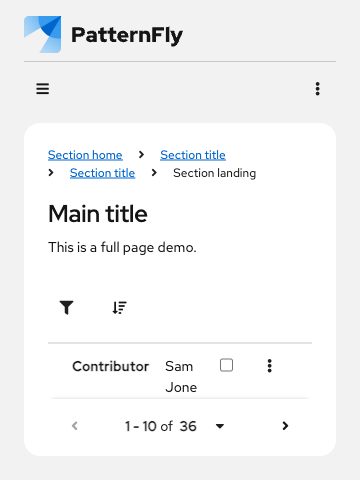 PatternFly
Section home > Section title
> Section title > Section landing
Main title
This is a full page demo.
Contributor Sam
Jone
1 - 10 of 36